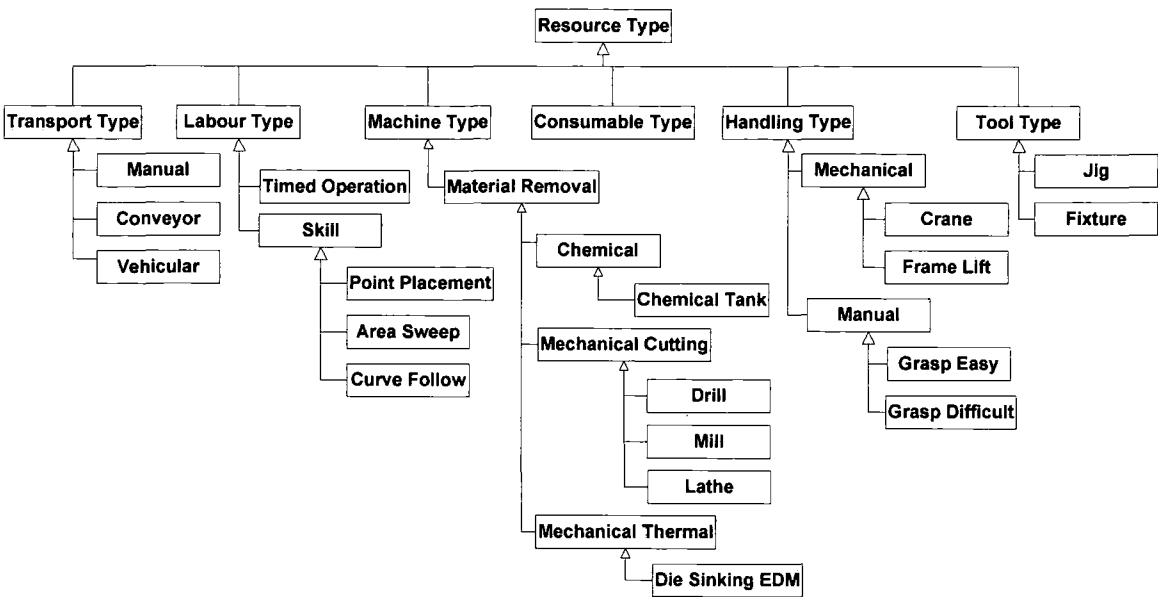 Resource Type
Transport Type
Labour Type
Machine Type
Consumable Type
Handling Type
Tool Type
Manual
Conveyor
Vehicular
Timed Operation
Skill
Point Placement
Area Sweep
Curve Follow
Material Removal
Chemical
Chemical Tank
Mechanical Cutting
Drill
Mill
Lathe
Mechanical Thermal
Die Sinking EDM
Mechanical
Crane
Frame Lift
Manual
Grasp Easy
Grasp Difficult
Jig
Fixture